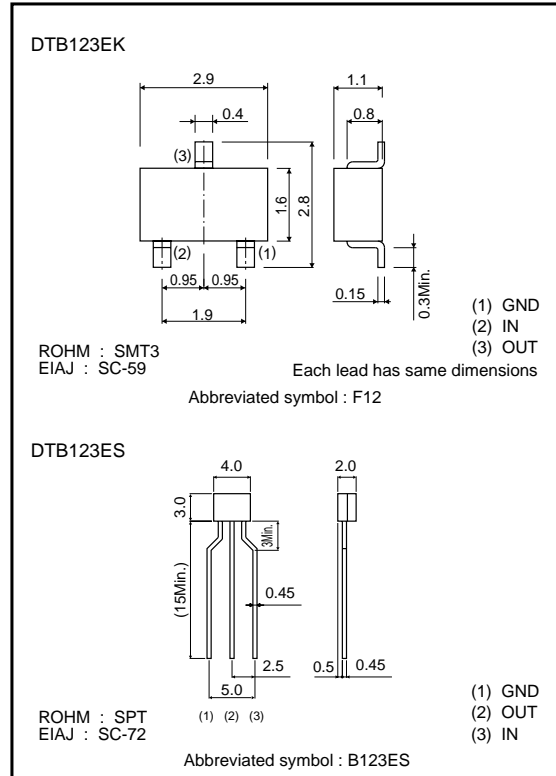 DTB123EK
2.9
1.1
0.4
0.8
(3)
1.6
2.8
(2)
(1)
0.95
0.95
0.15
0.3Min.
1.9
(1) GND
(2) IN
(3) OUT
ROHM : SMT3
EIAJ : SC-59
Each lead has same dimensions
Abbreviated symbol : F12
DTB123ES
4.0
2.0
3.0
3Min.
(15Min.)
0.45
2.5
0.5
0.45
5.0
(1) (2) (3)
(1) GND
(2) OUT
(3) IN
ROHM : SPT
EIAJ : SC-72
Abbreviated symbol : B123ES